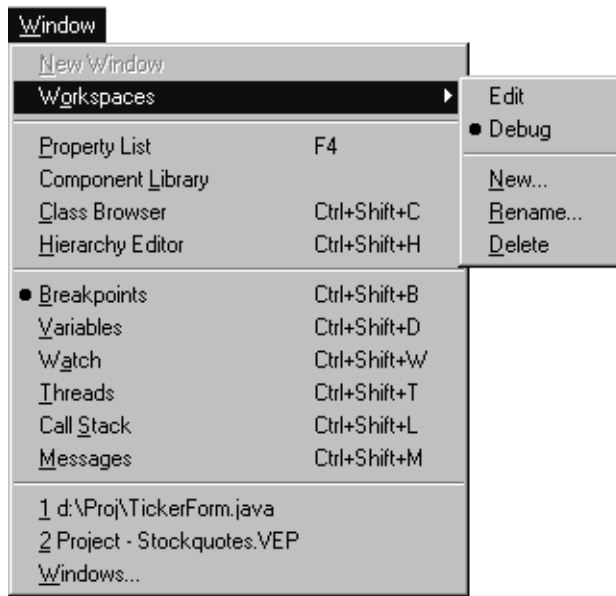 Window
New Window
Workspaces
Property List F4
Component Library
Class Browser Ctrl+Shift+C
Hierarchy Editor Ctrl+Shift+H
Breakpoints Ctrl+Shift+B
Variables Ctrl+Shift+D
Watch Ctrl+Shift+W
Threads Ctrl+Shift+T
Call Stack Ctrl+Shift+L
Messages Ctrl+Shift+M
1 d:\Proj\TickerForm.java
2 Project - Stockquotes.VEP
Windows...
Edit
Debug
New...
Rename...
Delete